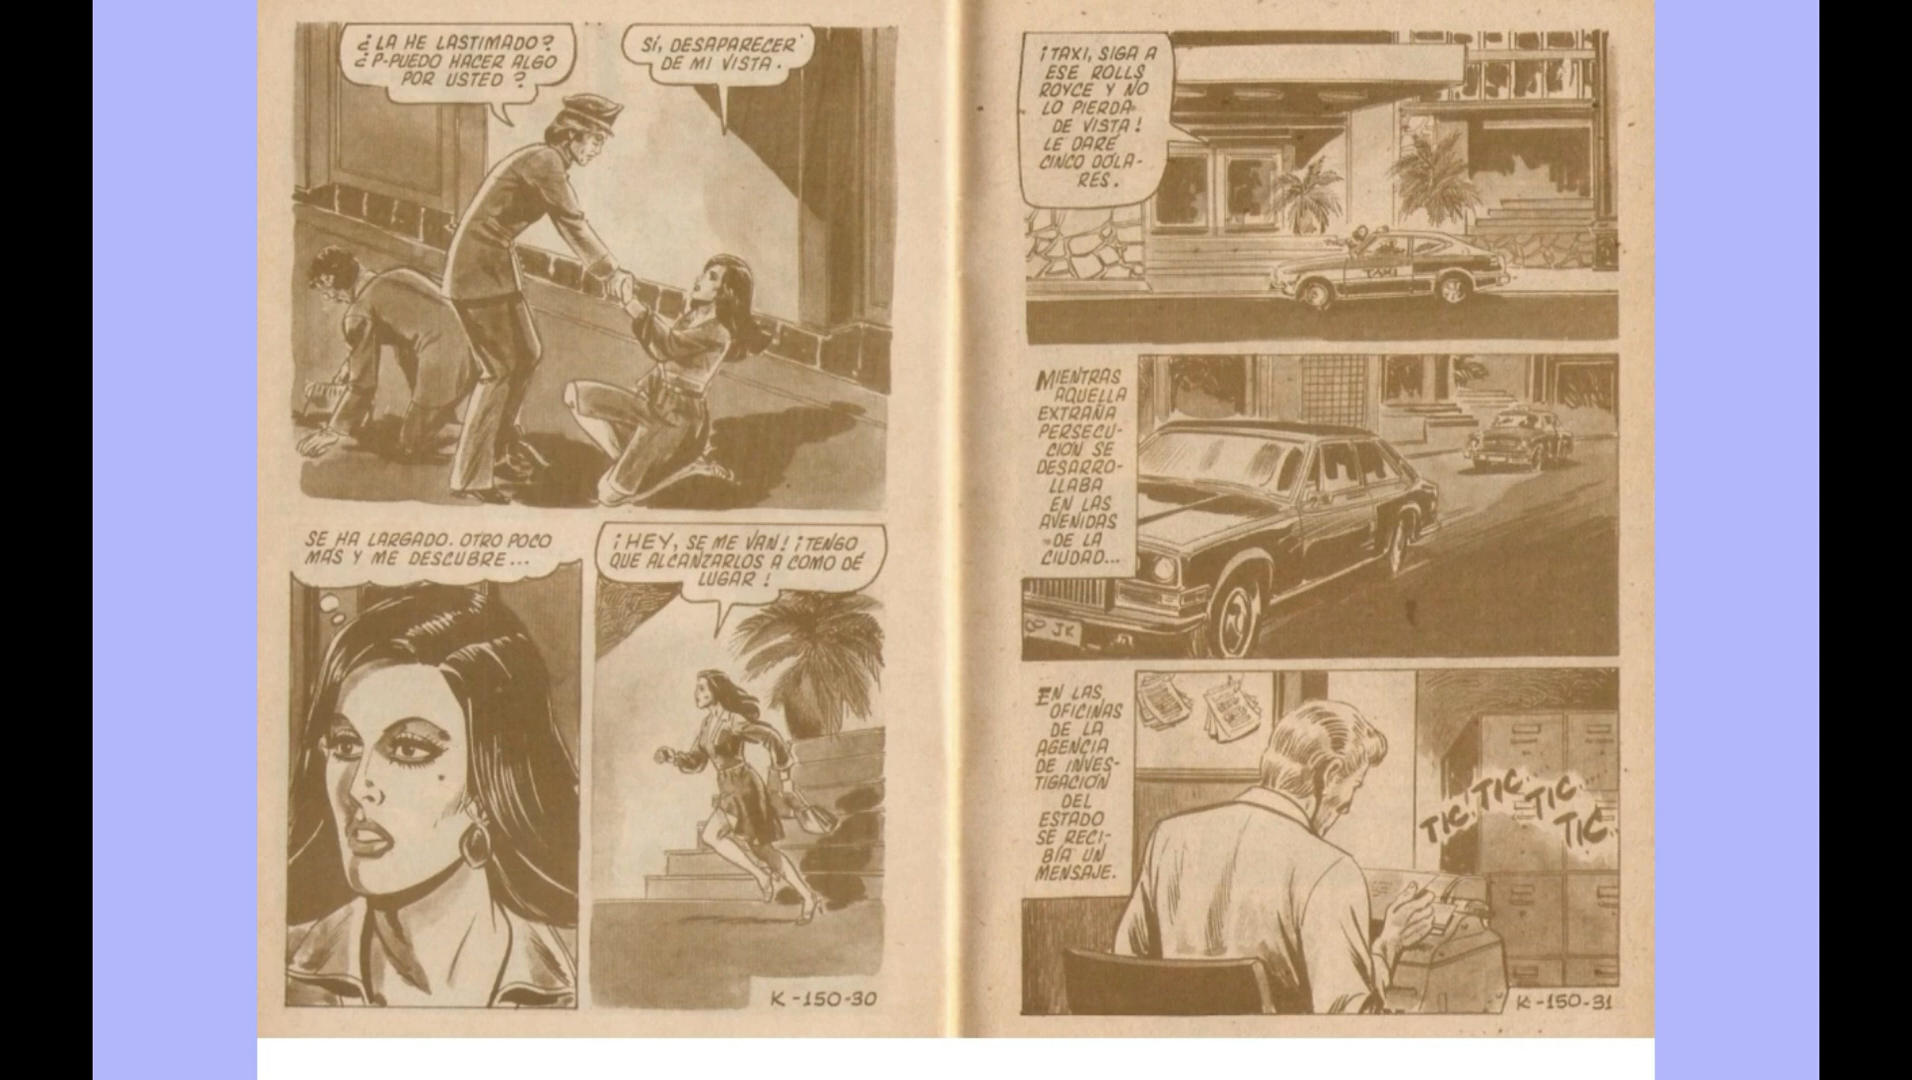 ¿LA HE LASTIMADO?
¿P-PUEDO HACER ALGO
POR USTED?
SÍ, DESAPARECER
DE MI VISTA.
SE HA LARGADO. OTRO POCO
MÁS Y ME DESCUBRE...
¡HEY, SE ME VAN! ¡TENGO
QUE ALCANZARLOS A COMO DÉ
LUGAR!
K-150-30
¡TAXI, SIGA A
ESE ROLLS
ROYCE Y NO
LO PIERDA
DE VISTA!
LE DARÉ
CINCO DÓLA-
RES.
TAXI
MIENTRAS
AQUELLA
EXTRAÑA
PERSECU-
CIÓN SE
DESARRO-
LLABA
EN LAS
AVENIDAS
DE LA
CIUDAD...
JK
EN LAS
OFICINAS
DE LA
AGENCIA
DE INVES-
TIGACIÓN
DEL
ESTADO
SE RECI-
BÍA UN
MENSAJE.
TIC. TIC. TIC. TIC.
K-150-31